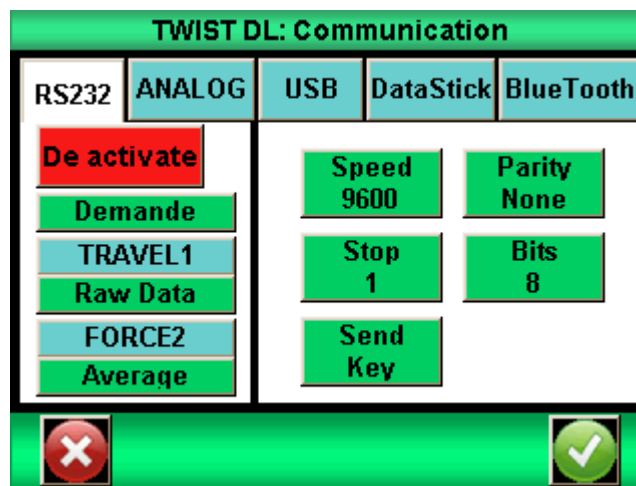 TWIST DL: Communication
RS232
ANALOG
USB
DataStick
BlueTooth
De activate
Demande
TRAVEL1
Raw Data
FORCE2
Average
Speed
9600
Parity
None
Stop
1
Bits
8
Send
Key